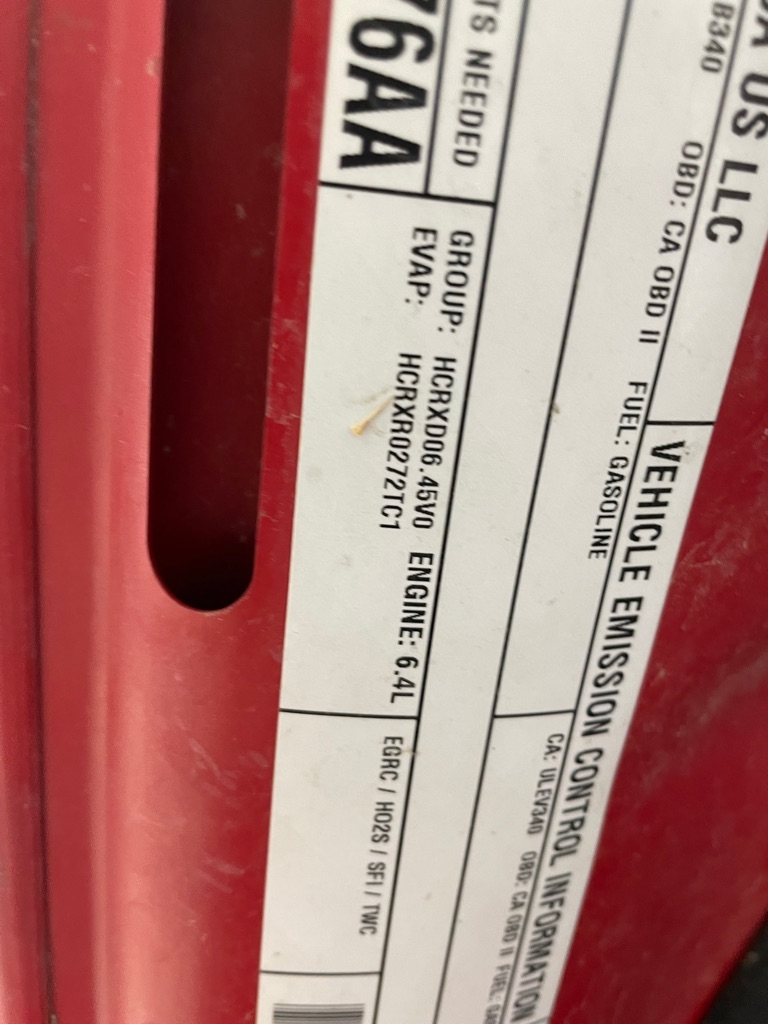 US LLC
VEHICLE EMISSION CONTROL INFORMATION
B340 OBD: CA OBD II FUEL: GASOLINE
CA: ULEV340 OBD: CA OBD II FUEL:
TS NEEDED
6AA
GROUP: HCRXD06.45V0 ENGINE: 6.4L
EVAP: HCRXR0272TC1
EGRC / HO2S / SFI / TWC